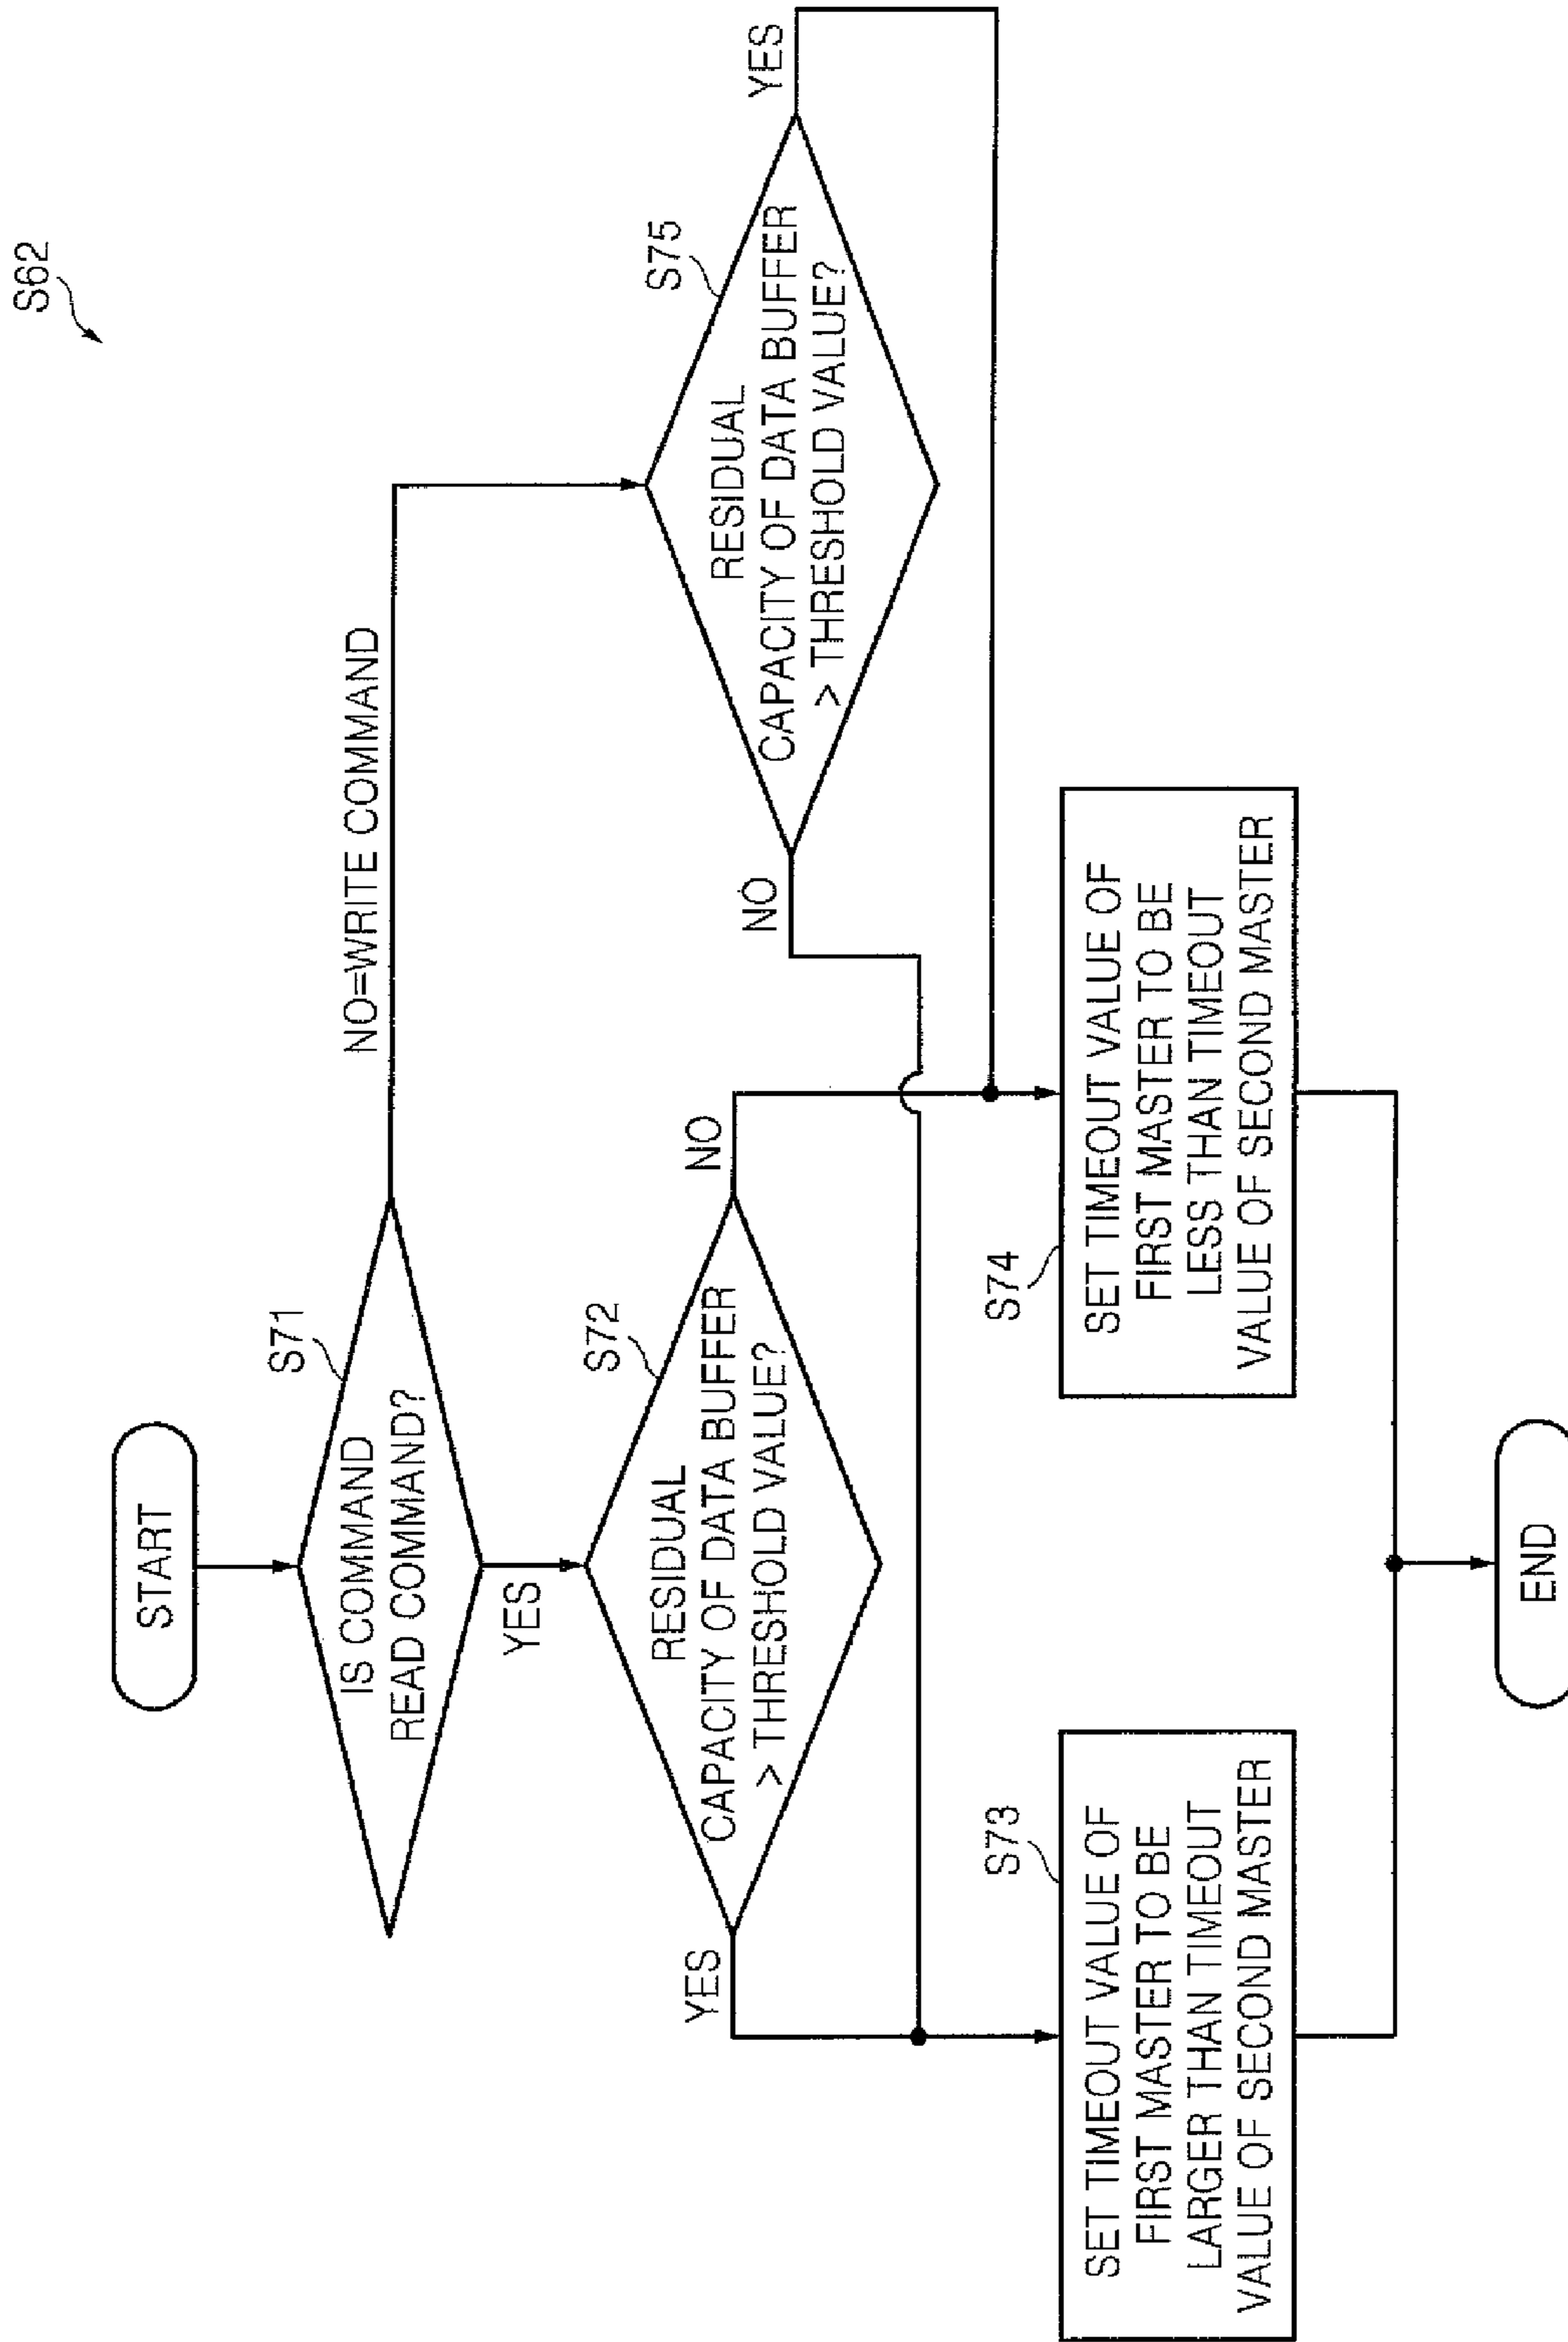 S62
START
S71
IS COMMAND
READ COMMAND?
NO=WRITE COMMAND
YES
S72
RESIDUAL
CAPACITY OF DATA BUFFER
> THRESHOLD VALUE?
YES
NO
S75
RESIDUAL
CAPACITY OF DATA BUFFER
> THRESHOLD VALUE?
NO
YES
S73
SET TIMEOUT VALUE OF
FIRST MASTER TO BE
LARGER THAN TIMEOUT
VALUE OF SECOND MASTER
S74
SET TIMEOUT VALUE OF
FIRST MASTER TO BE
LESS THAN TIMEOUT
VALUE OF SECOND MASTER
END